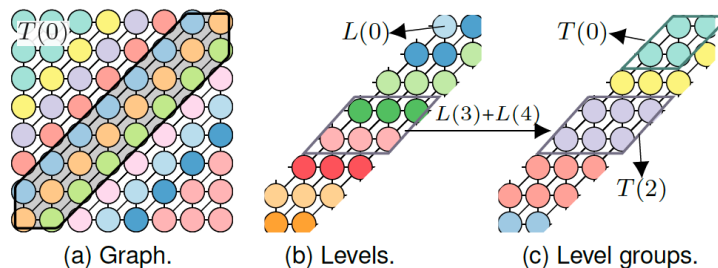 T(0)
L(0)
T(0)
L(3)+L(4)
T(2)
(a) Graph.
(b) Levels.
(c) Level groups.